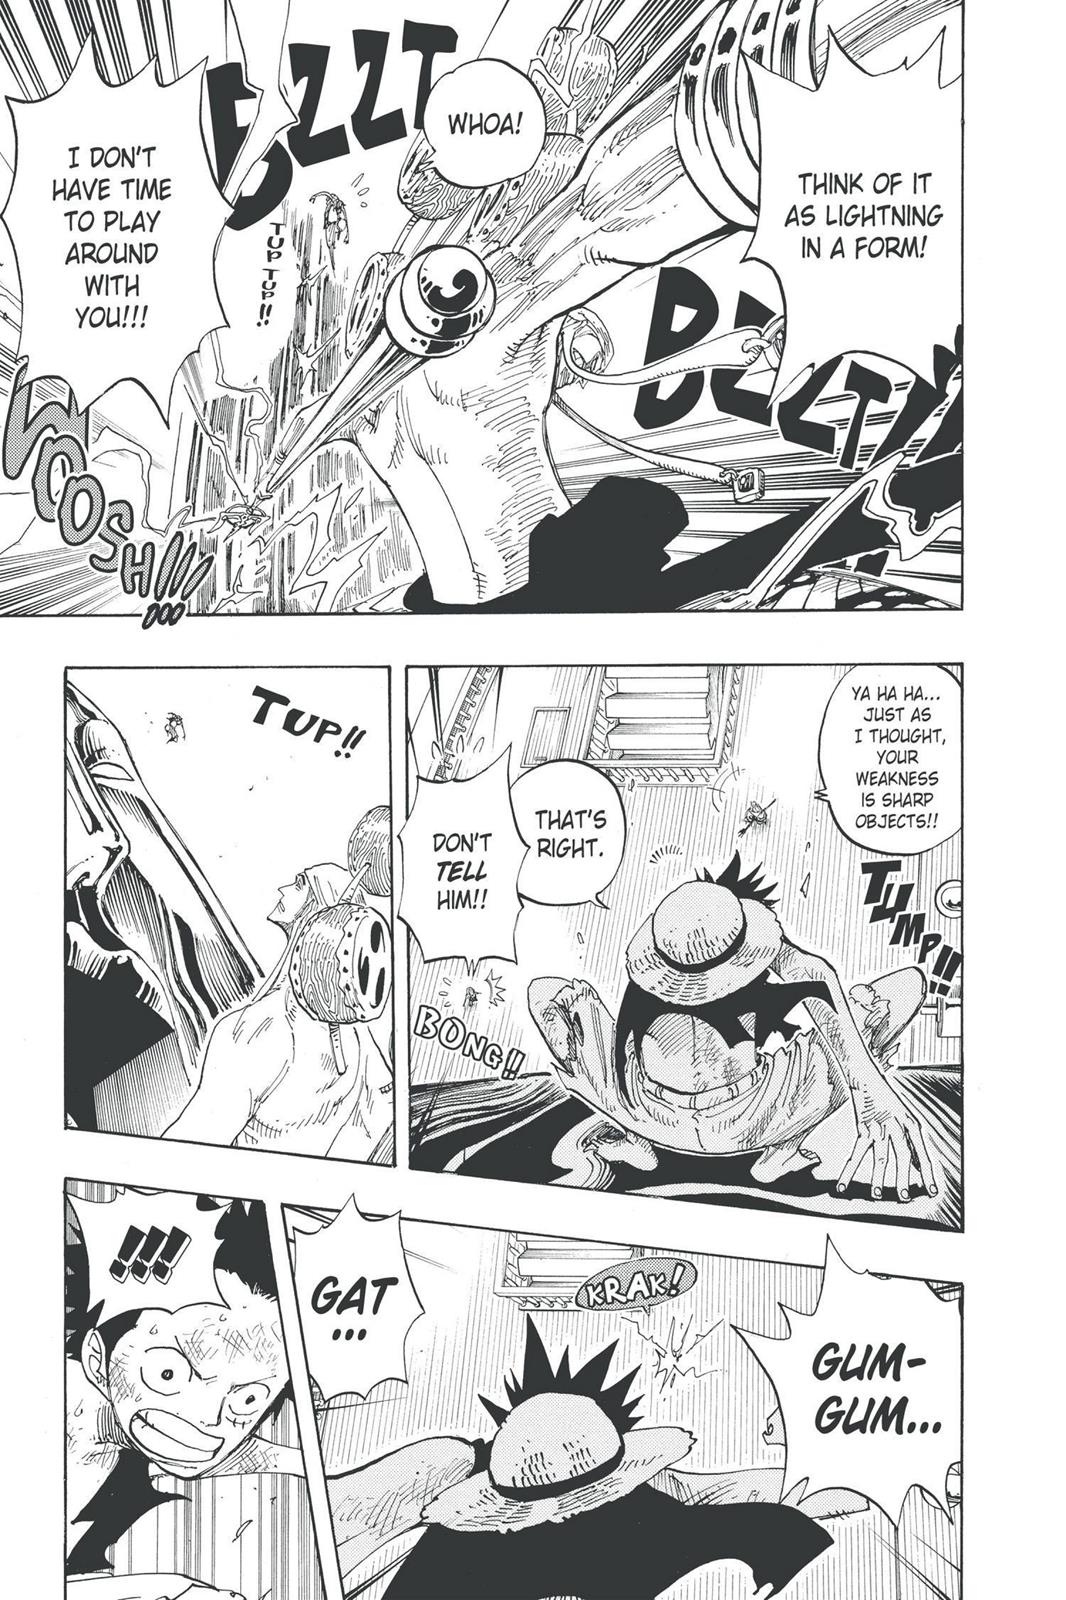 THINK OF IT
AS LIGHTNING
IN A FORM!
BZZT!!
WHOA!
BZZT
TUP TUP!!
I DON'T
HAVE TIME
TO PLAY
AROUND
WITH
YOU!!!
WOOSH!!!
YA HA HA...
JUST AS
I THOUGHT,
YOUR
WEAKNESS
IS SHARP
OBJECTS!!
TUMP!!
THAT'S
RIGHT.
DON'T
TELL
HIM!!
BONG!!
TUP!!
GUM-
GUM...
KRAK!
GAT
...
!!!!